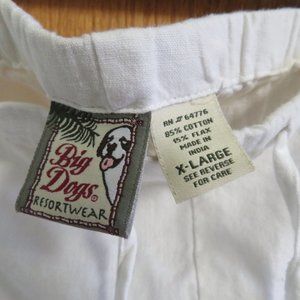 Big
Dogs®
RESORTWEAR
RN # 64776
85% COTTON
15% FLAX
MADE IN
INDIA
X-LARGE
SEE REVERSE
FOR CARE